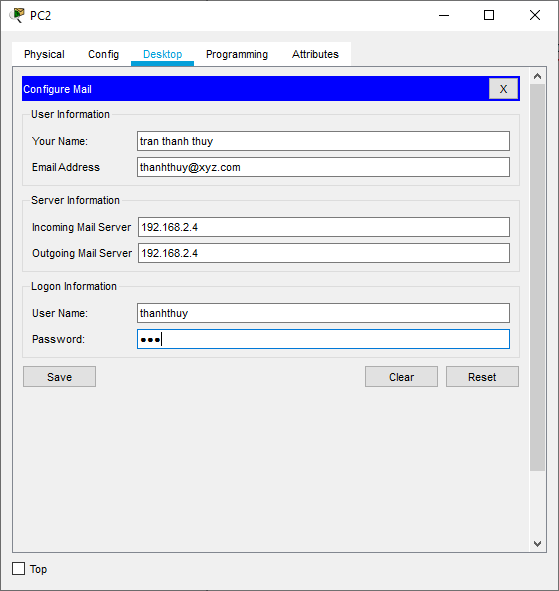 PC2
Physical Config Desktop Programming Attributes
Configure Mail X
User Information
Your Name: tran thanh thuy
Email Address thanhthuy@xyz.com
Server Information
Incoming Mail Server 192.168.2.4
Outgoing Mail Server 192.168.2.4
Logon Information
User Name: thanhthuy
Password: ●●●
Save Clear Reset
Top